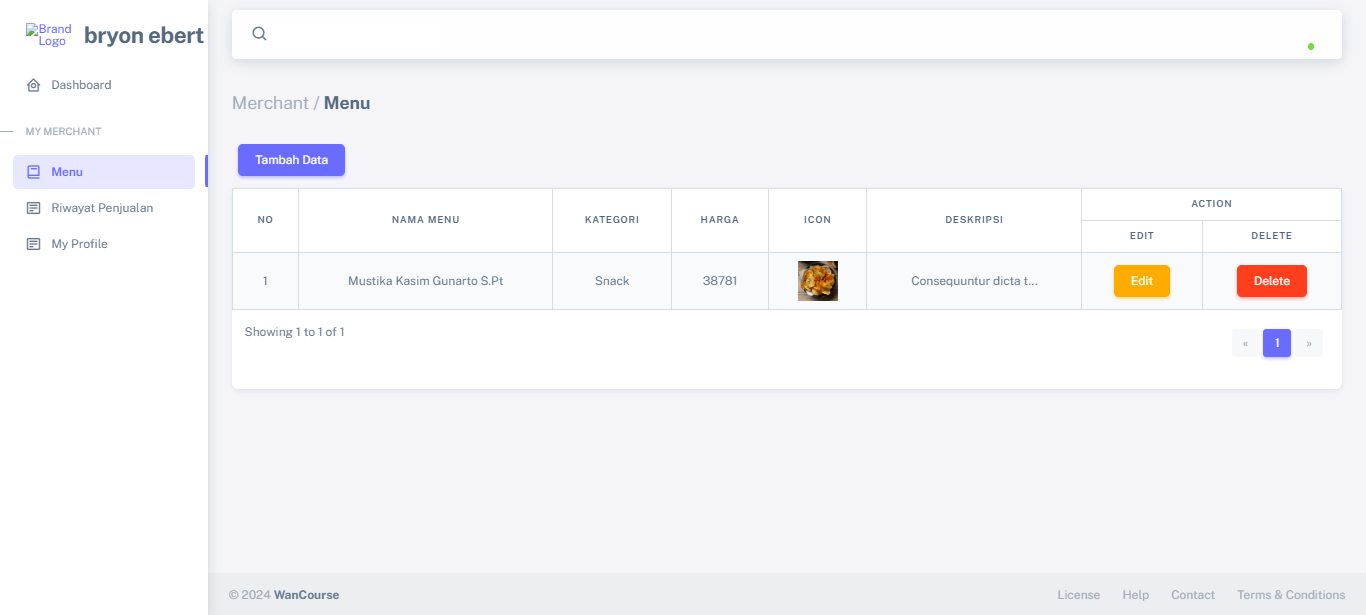 Brand
Logo
bryon ebert
Dashboard
MY MERCHANT
Menu
Riwayat Penjualan
My Profile
Merchant / Menu
Tambah Data
NO NAMA MENU KATEGORI HARGA ICON DESKRIPSI ACTION
EDIT DELETE
1 Mustika Kasim Gunarto S.Pt Snack 38781 Consequuntur dicta t... Edit Delete
Showing 1 to 1 of 1
« 1 »
© 2024 WanCourse
License Help Contact Terms & Conditions